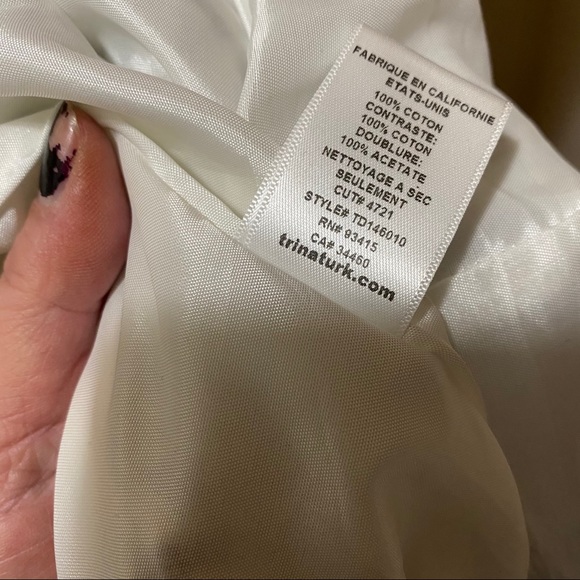 FABRIQUE EN CALIFORNIE
ETATS-UNIS
100% COTON
CONTRASTE:
100% COTON
DOUBLURE:
100% ACETATE
NETTOYAGE A SEC
SEULEMENT
CUT# 4721
STYLE# TD146010
RN# 93415
CA# 34460
trinaturk.com